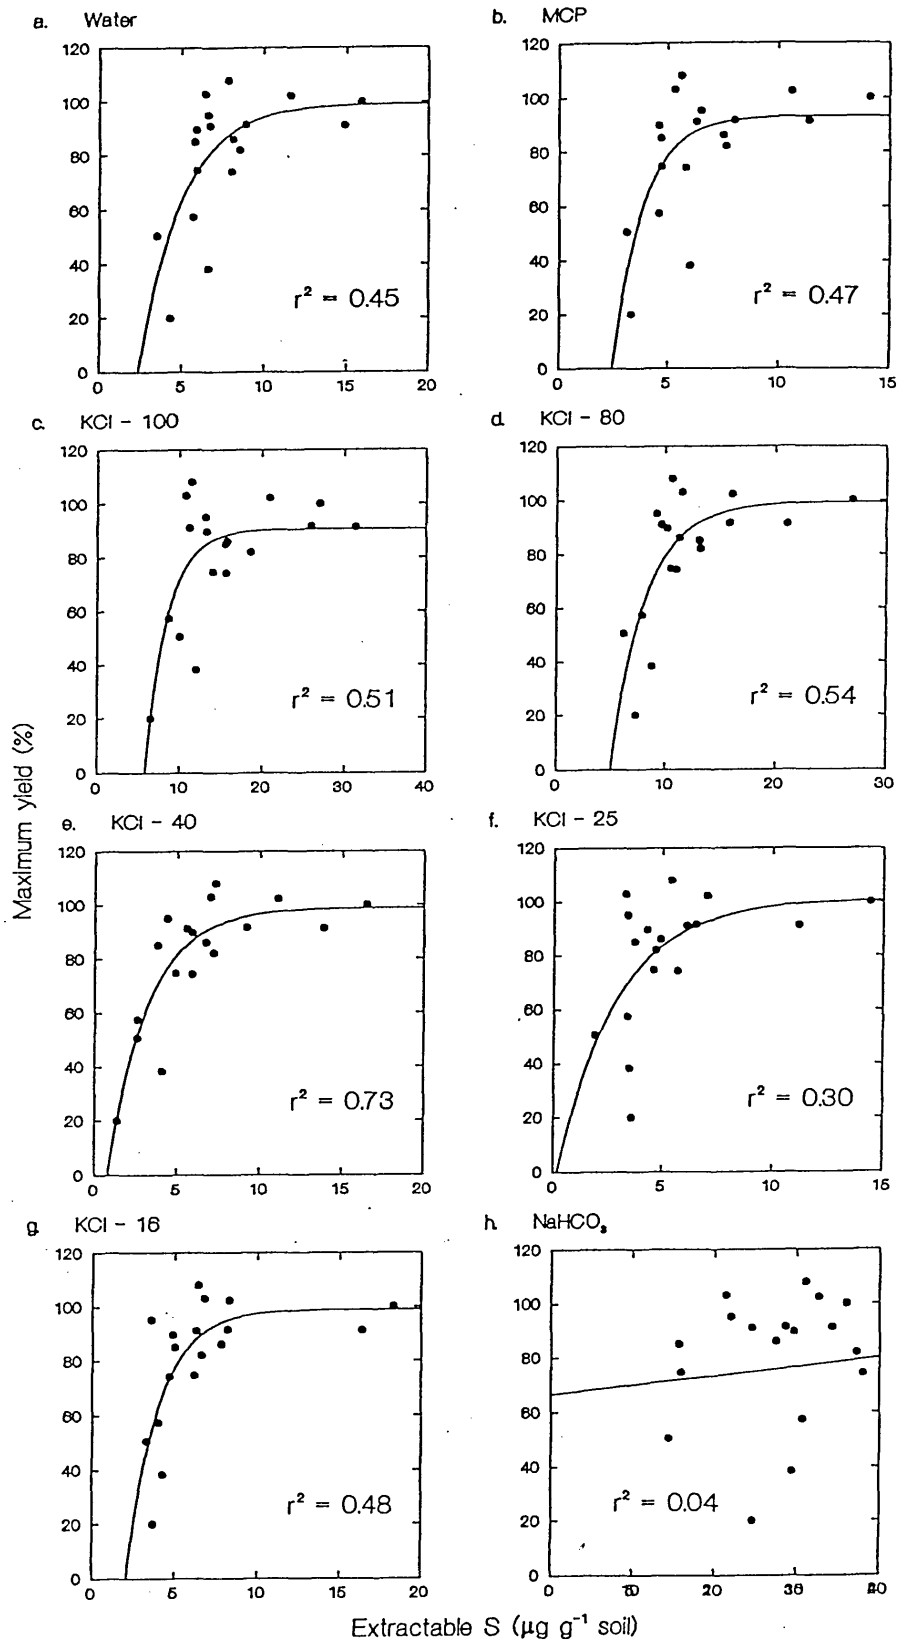 a. Water
120
100
80
60
40
20
0
r² = 0.45
0 5 10 15 20
b. MCP
120
100
80
60
40
20
0
r² = 0.47
0 5 10 15
c. KCl - 100
120
100
80
60
40
20
0
r² = 0.51
0 10 20 30 40
d. KCl - 80
120
100
80
60
40
20
0
r² = 0.54
0 10 20 30
e. KCl - 40
120
100
80
60
40
20
0
r² = 0.73
0 5 10 15 20
f. KCl - 25
120
100
80
60
40
20
0
r² = 0.30
0 5 10 15
g. KCl - 16
120
100
80
60
40
20
0
r² = 0.48
0 5 10 15 20
h. NaHCO₃
120
100
80
60
40
20
0
r² = 0.04
0 20
Maximum yield (%)
Extractable S (µg g⁻¹ soil)